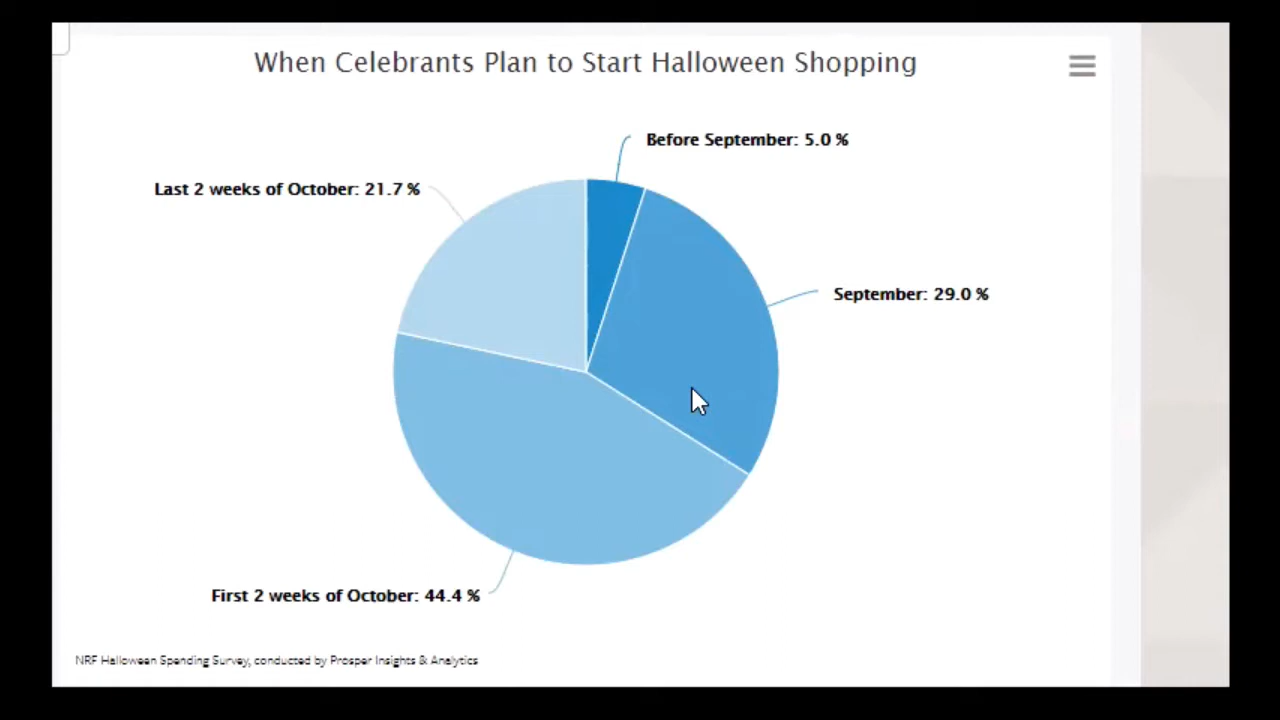 When Celebrants Plan to Start Halloween Shopping
Before September: 5.0 %
Last 2 weeks of October: 21.7 %
September: 29.0 %
First 2 weeks of October: 44.4 %
NRF Halloween Spending Survey, conducted by Prosper Insights & Analytics